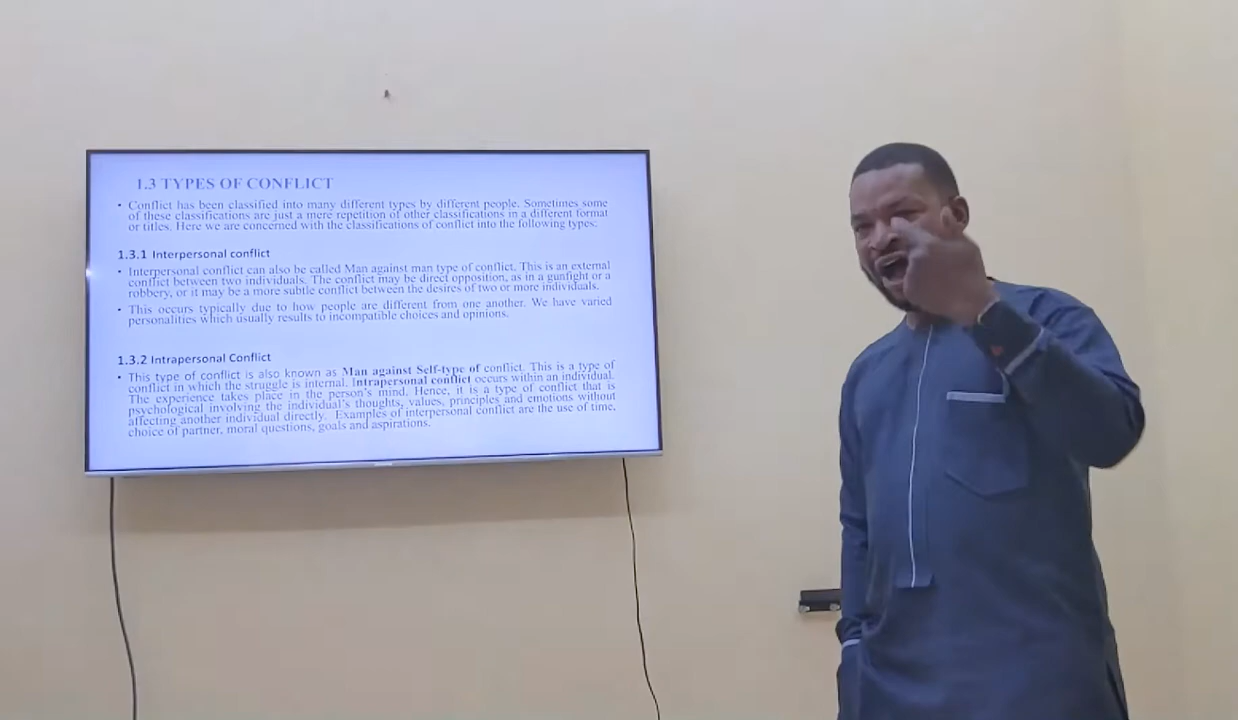 1.3 TYPES OF CONFLICT
• Conflict has been classified into many different types by different people. Sometimes some
of these classifications are just a mere repetition of other classifications in a different format
or titles. Here we are concerned with the classifications of conflict into the following types:
1.3.1 Interpersonal conflict
• Interpersonal conflict can also be called Man against man type of conflict. This is an external
conflict between two individuals. The conflict may be direct opposition, as in a gunfight or a
robbery, or it may be a more subtle conflict between the desires of two or more individuals.
• This occurs typically due to how people are different from one another. We have varied
personalities which usually results to incompatible choices and opinions.
1.3.2 Intrapersonal Conflict
• This type of conflict is also known as Man against Self-type of conflict. This is a type of
conflict in which the struggle is internal. Intrapersonal conflict occurs within an individual.
The experience takes place in the person's mind. Hence, it is a type of conflict that is
psychological involving the individual's thoughts, values, principles and emotions without
affecting another individual directly. Examples of interpersonal conflict are the use of time,
choice of partner, moral questions, goals and aspirations.